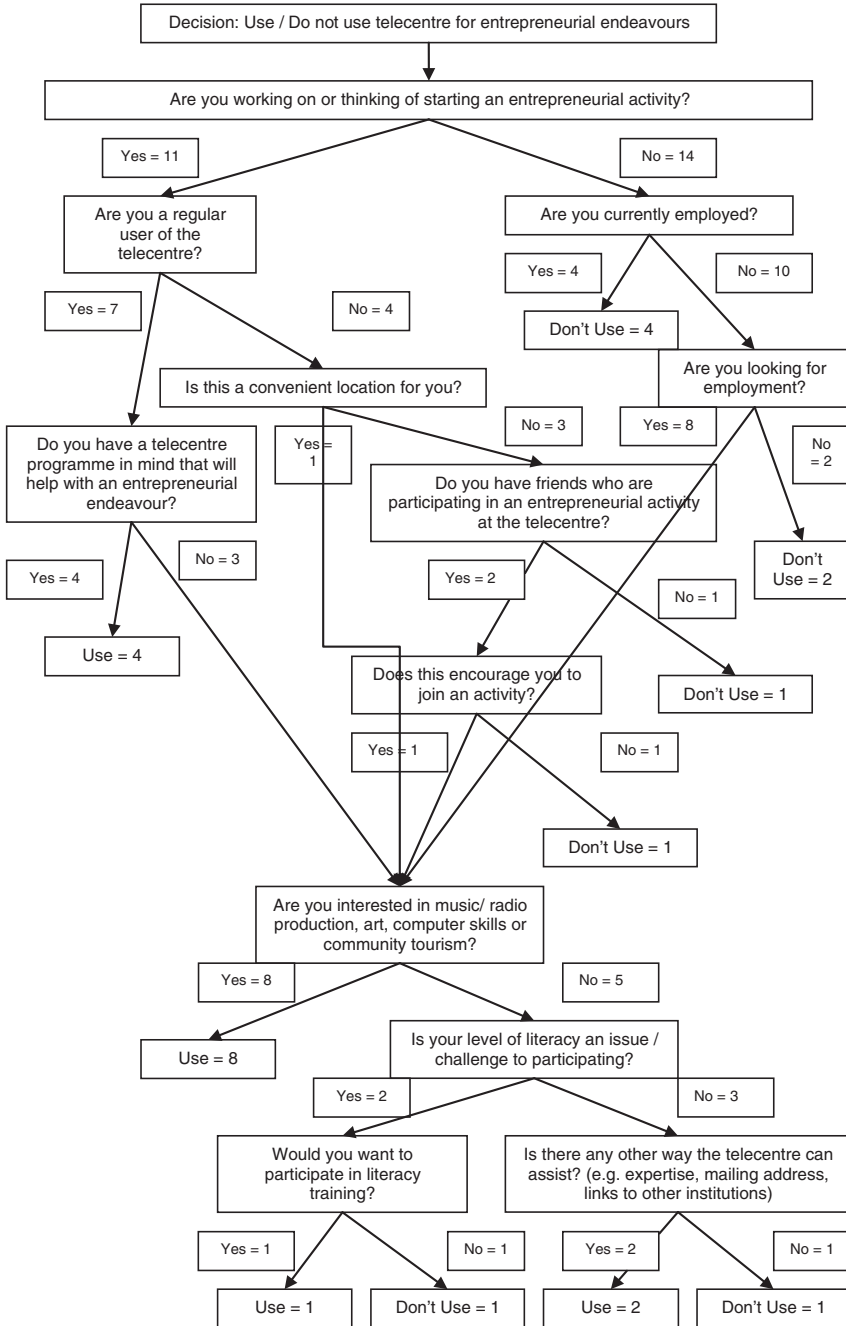 Decision: Use / Do not use telecentre for entrepreneurial endeavours
Are you working on or thinking of starting an entrepreneurial activity?
Yes = 11
No = 14
Are you a regular
user of the
telecentre?
Are you currently employed?
Yes = 4
No = 10
Yes = 7
No = 4
Don't Use = 4
Is this a convenient location for you?
Are you looking for
employment?
Do you have a telecentre
programme in mind that will
help with an entrepreneurial
endeavour?
Yes =
1
No = 3
Yes = 8
No
= 2
Do you have friends who are
participating in an entrepreneurial activity
at the telecentre?
Don't
Use = 2
Yes = 4
No = 3
Yes = 2
No = 1
Use = 4
Does this encourage you to
join an activity?
Don't Use = 1
Yes = 1
No = 1
Don't Use = 1
Are you interested in music/ radio
production, art, computer skills or
community tourism?
Yes = 8
No = 5
Use = 8
Is your level of literacy an issue /
challenge to participating?
Yes = 2
No = 3
Would you want to
participate in literacy
training?
Is there any other way the telecentre can
assist? (e.g. expertise, mailing address,
links to other institutions)
Yes = 1
No = 1
Yes = 2
No = 1
Use = 1
Don't Use = 1
Use = 2
Don't Use = 1